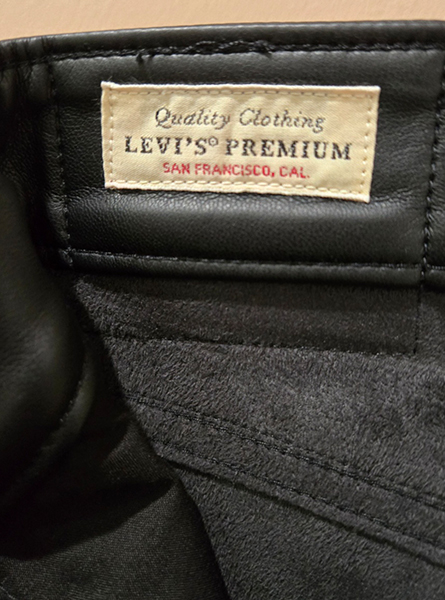 Quality Clothing
LEVI'S® PREMIUM
SAN FRANCISCO, CAL.